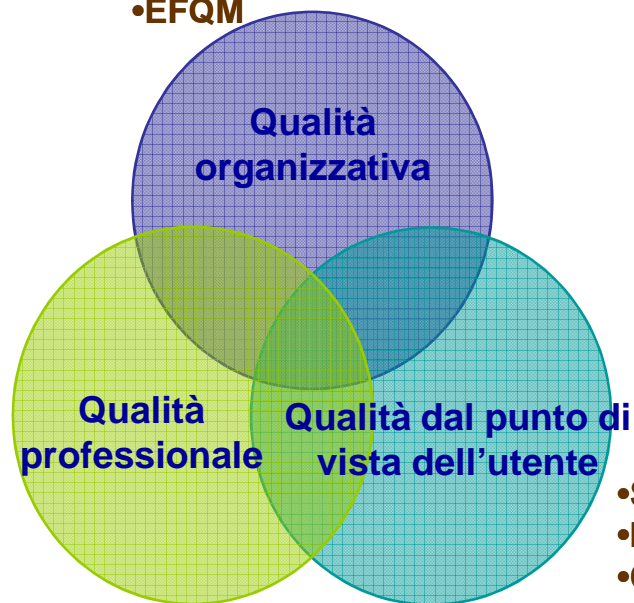 •EFQM
Qualità
organizzativa
Qualità
professionale
Qualità dal punto di
vista dell’utente